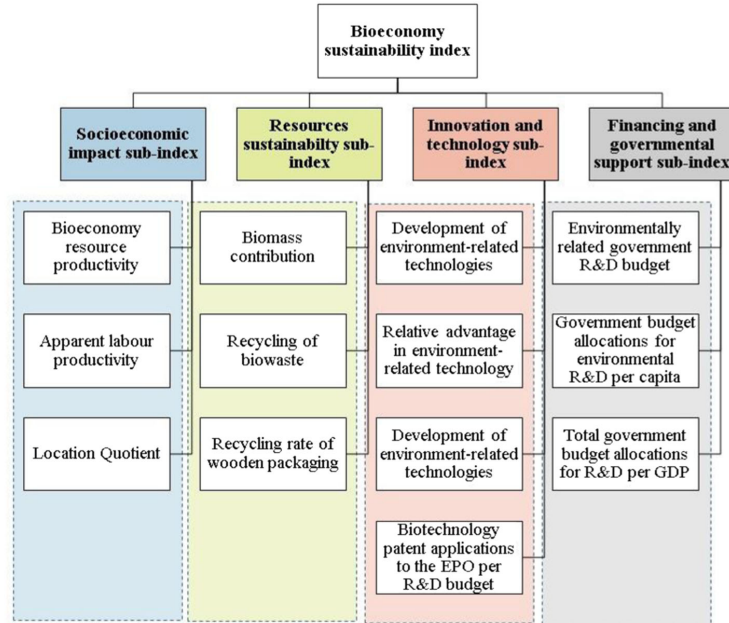 Bioeconomy
sustainability index
Socioeconomic
impact sub-index
Resources
sustainabilty sub-
index
Innovation and
technology sub-
index
Financing and
governmental
support sub-index
Bioeconomy
resource
productivity
Apparent labour
productivity
Location Quotient
Biomass
contribution
Recycling of
biowaste
Recycling rate of
wooden packaging
Development of
environment-related
technologies
Relative advantage
in environment-
related technology
Development of
environment-related
technologies
Biotechnology
patent applications
to the EPO per
R&D budget
Environmentally
related government
R&D budget
Government budget
allocations for
environmental
R&D per capita
Total government
budget allocations
for R&D per GDP